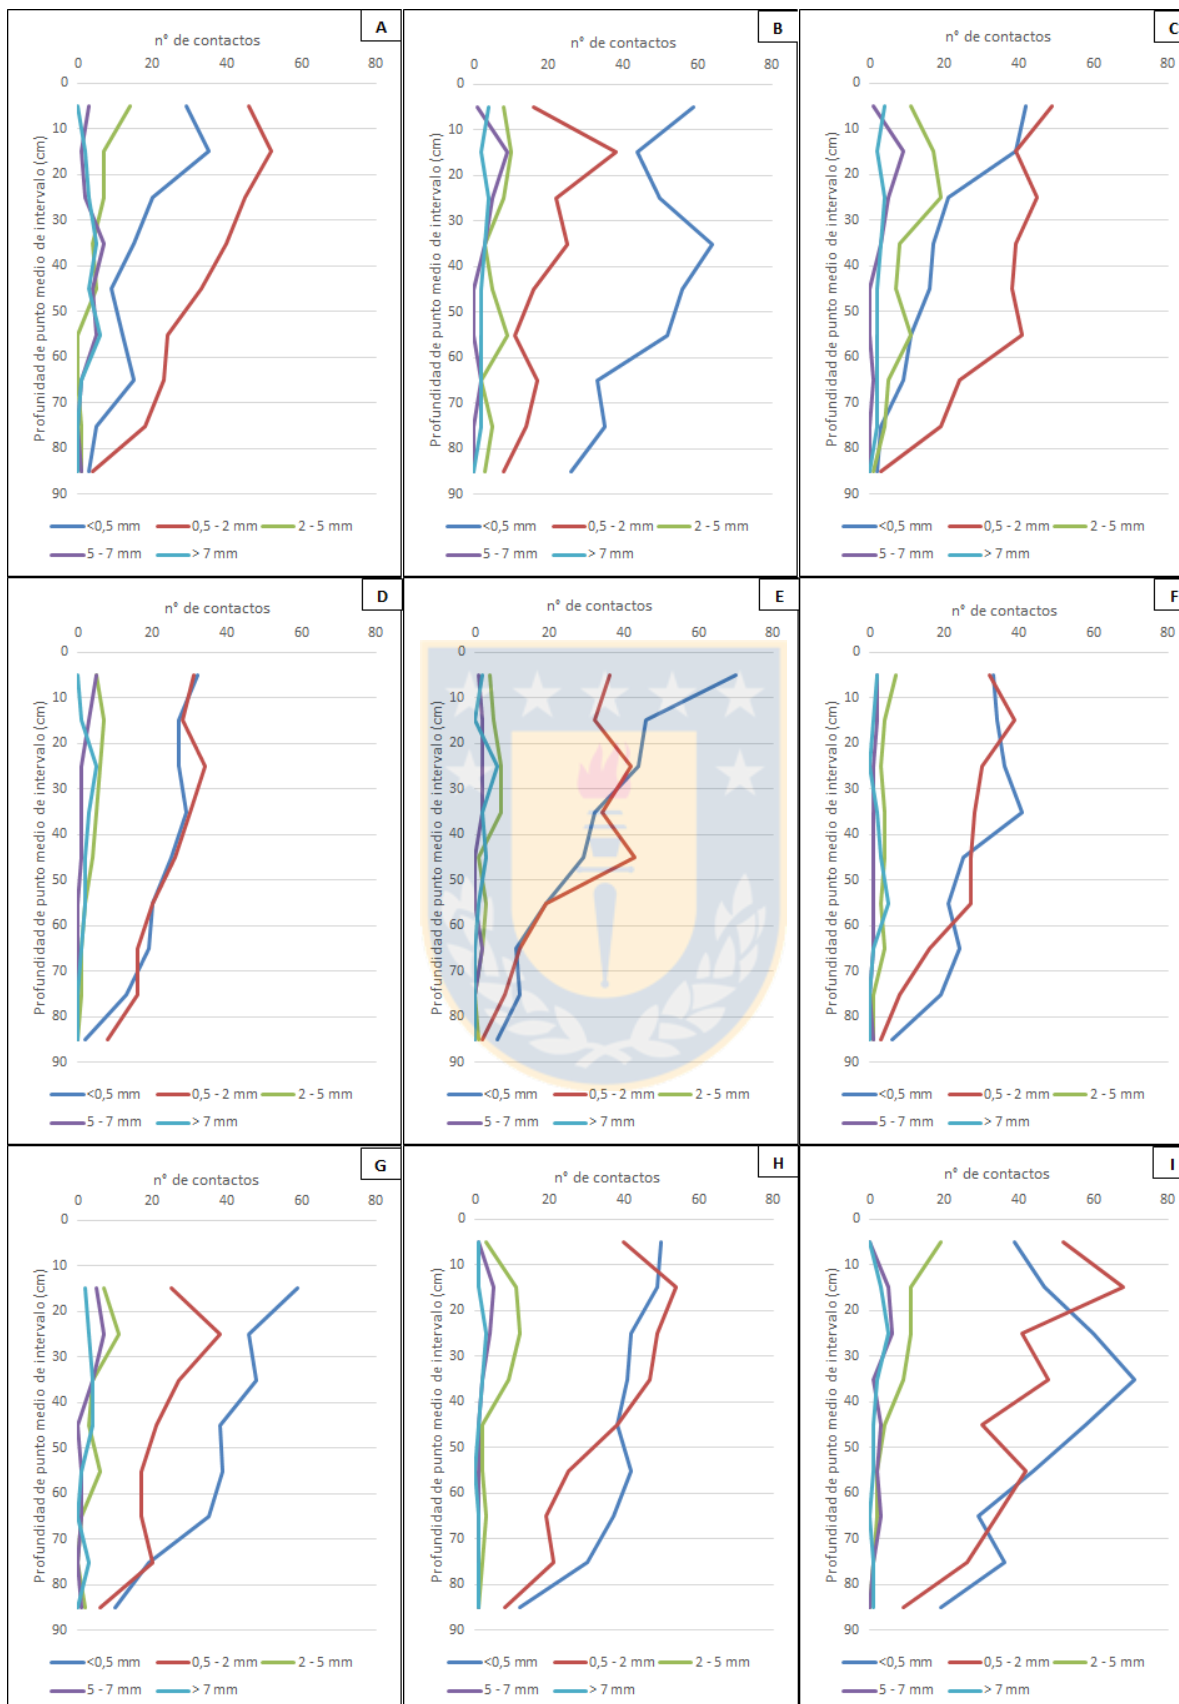 A
n° de contactos
0 20 40 60 80
0
10
20
30
40
50
60
70
80
90
Profunidad de punto medio de intervalo (cm)
<0,5 mm 0,5 - 2 mm 2 - 5 mm
5 - 7 mm > 7 mm
B
n° de contactos
0 20 40 60 80
0
10
20
30
40
50
60
70
80
90
Profundidad de punto medio de intervalo (cm)
<0,5 mm 0,5 - 2 mm 2 - 5 mm
5 - 7 mm > 7 mm
C
n° de contactos
0 20 40 60 80
0
10
20
30
40
50
60
70
80
90
Profundidad de punto medio de intervalo (cm)
<0,5 mm 0,5 - 2 mm 2 - 5 mm
5 - 7 mm > 7 mm
D
n° de contactos
0 20 40 60 80
0
10
20
30
40
50
60
70
80
90
Profundidad de punto medio de intervalo (cm)
<0,5 mm 0,5 - 2 mm 2 - 5 mm
5 - 7 mm > 7 mm
E
n° de contactos
0 20 40 60 80
0
10
20
30
40
50
60
70
80
90
Profundidad de punto medio de intervalo (cm)
<0,5 mm 0,5 - 2 mm 2 - 5 mm
5 - 7 mm > 7 mm
F
n° de contactos
0 20 40 60 80
0
10
20
30
40
50
60
70
80
90
Profundidad de punto medio de intervalo (cm)
<0,5 mm 0,5 - 2 mm 2 - 5 mm
5 - 7 mm > 7 mm
G
n° de contactos
0 20 40 60 80
0
10
20
30
40
50
60
70
80
90
Profundidad de punto medio de intervalo (cm)
<0,5 mm 0,5 - 2 mm 2 - 5 mm
5 - 7 mm > 7 mm
H
n° de contactos
0 20 40 60 80
0
10
20
30
40
50
60
70
80
90
Profundidad de punto medio de intervalo (cm)
<0,5 mm 0,5 - 2 mm 2 - 5 mm
5 - 7 mm > 7 mm
I
n° de contactos
0 20 40 60 80
0
10
20
30
40
50
60
70
80
90
Profundidad de punto medio de intervalo (cm)
<0,5 mm 0,5 - 2 mm 2 - 5 mm
5 - 7 mm > 7 mm